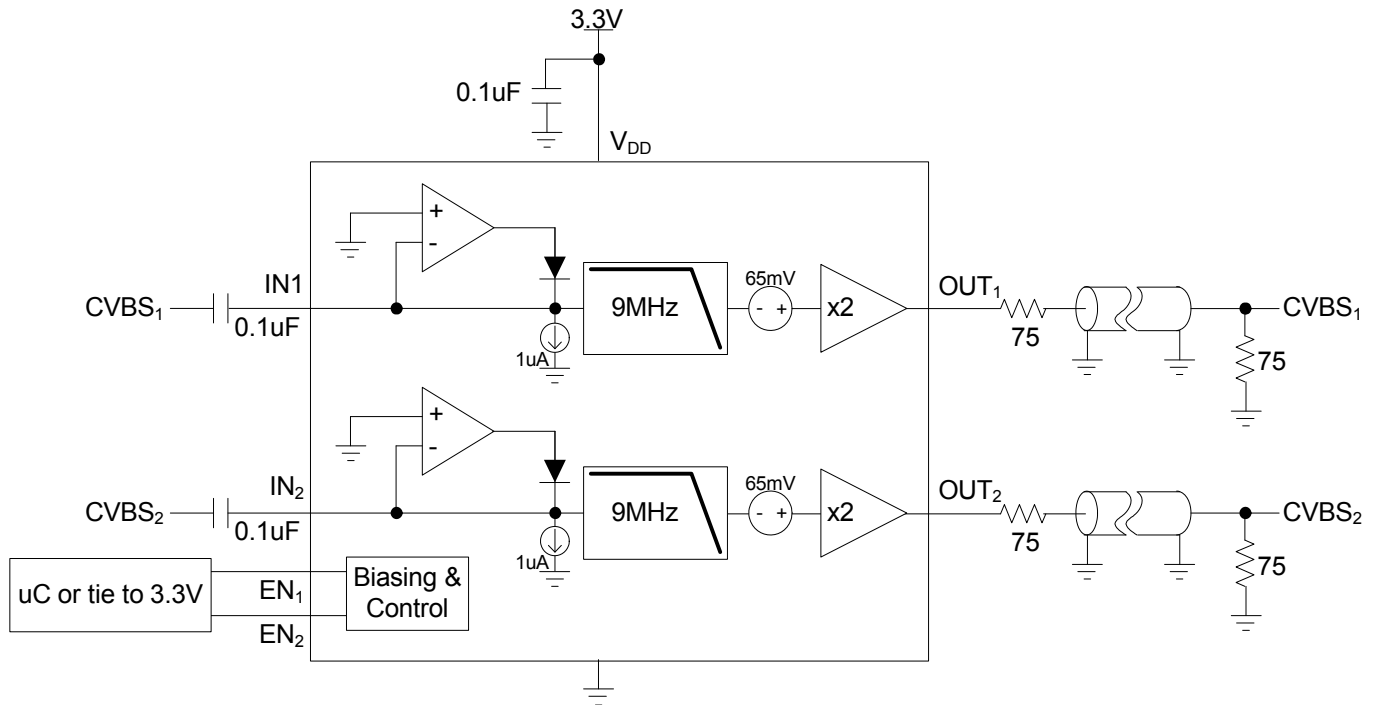 3.3V
0.1uF
V_DD
+
-
IN1
CVBS₁
0.1uF
1uA
9MHz
65mV
- +
x2
OUT₁
75
CVBS₁
75
+
-
IN₂
CVBS₂
0.1uF
1uA
9MHz
65mV
- +
x2
OUT₂
75
CVBS₂
75
uC or tie to 3.3V
EN₁
EN₂
Biasing &
Control